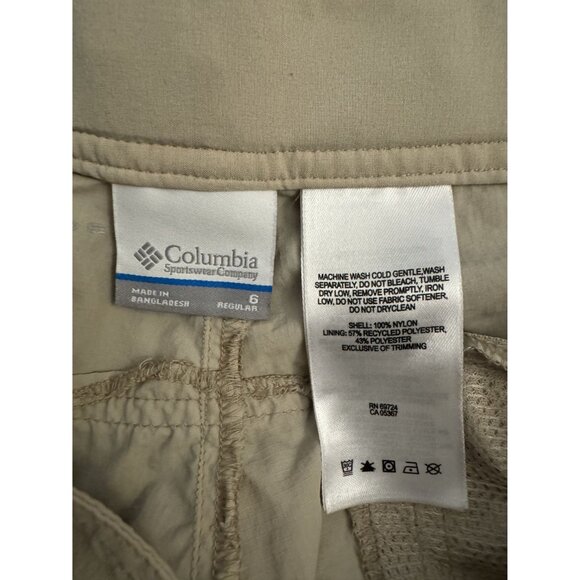 Columbia
Sportswear Company
MADE IN
BANGLADESH
6
REGULAR
MACHINE WASH COLD GENTLE,WASH
SEPARATELY, DO NOT BLEACH, TUMBLE
DRY LOW, REMOVE PROMPTLY, IRON
LOW, DO NOT USE FABRIC SOFTENER,
DO NOT DRYCLEAN
SHELL: 100% NYLON
LINING: 57% RECYCLED POLYESTER,
43% POLYESTER
EXCLUSIVE OF TRIMMING
RN 69724
CA 05367